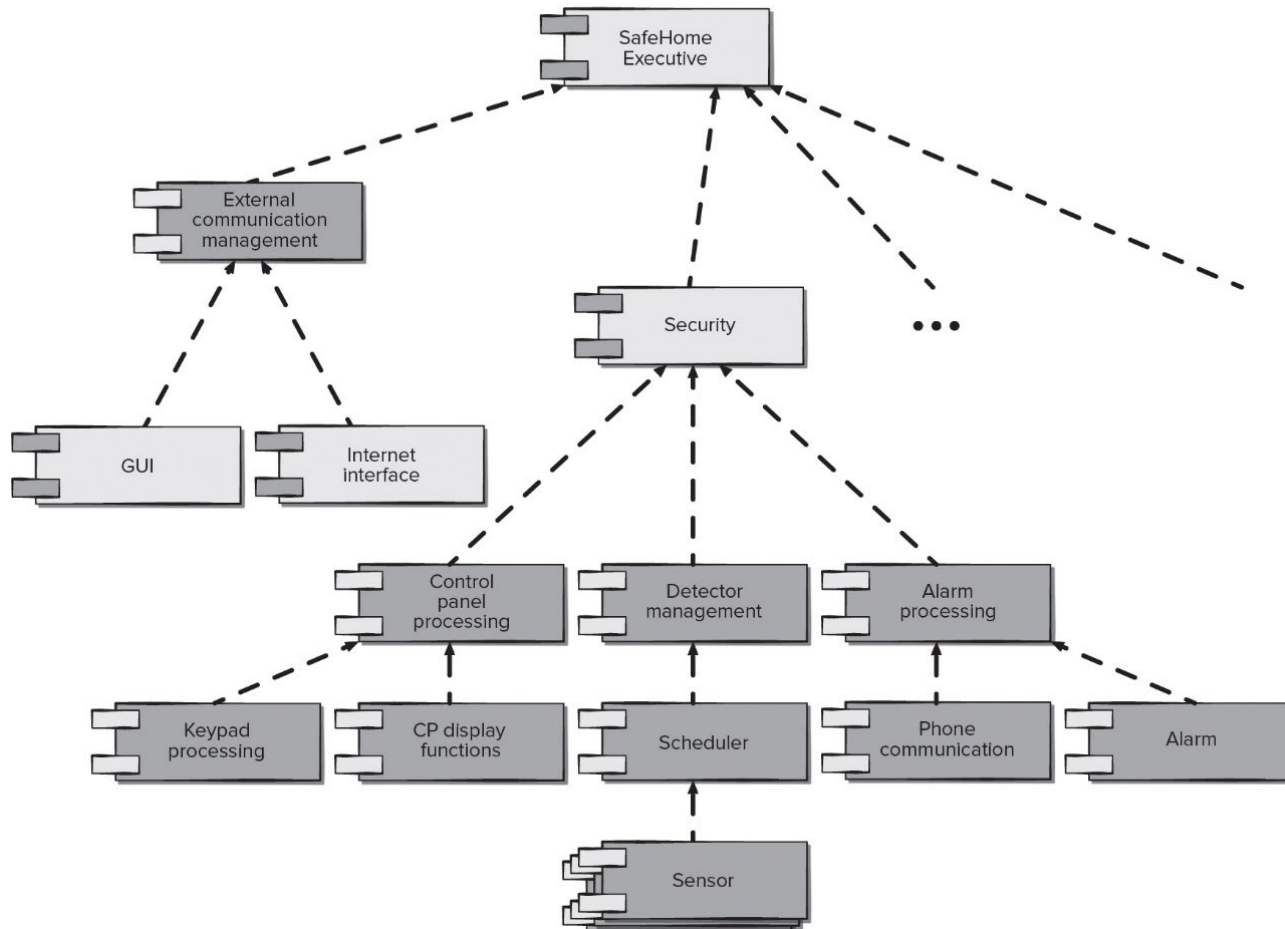 SafeHome
Executive
External
communication
management
Security
GUI
Internet
interface
Control
panel
processing
Detector
management
Alarm
processing
Keypad
processing
CP display
functions
Scheduler
Phone
communication
Alarm
Sensor